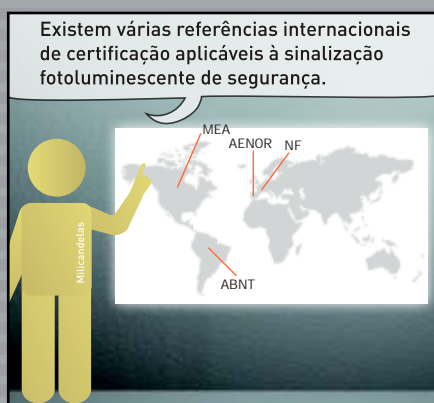 Existem várias referências internacionais
de certificação aplicáveis à sinalização
fotoluminescente de segurança.
MEA
AENOR
NF
ABNT
Milicandelas